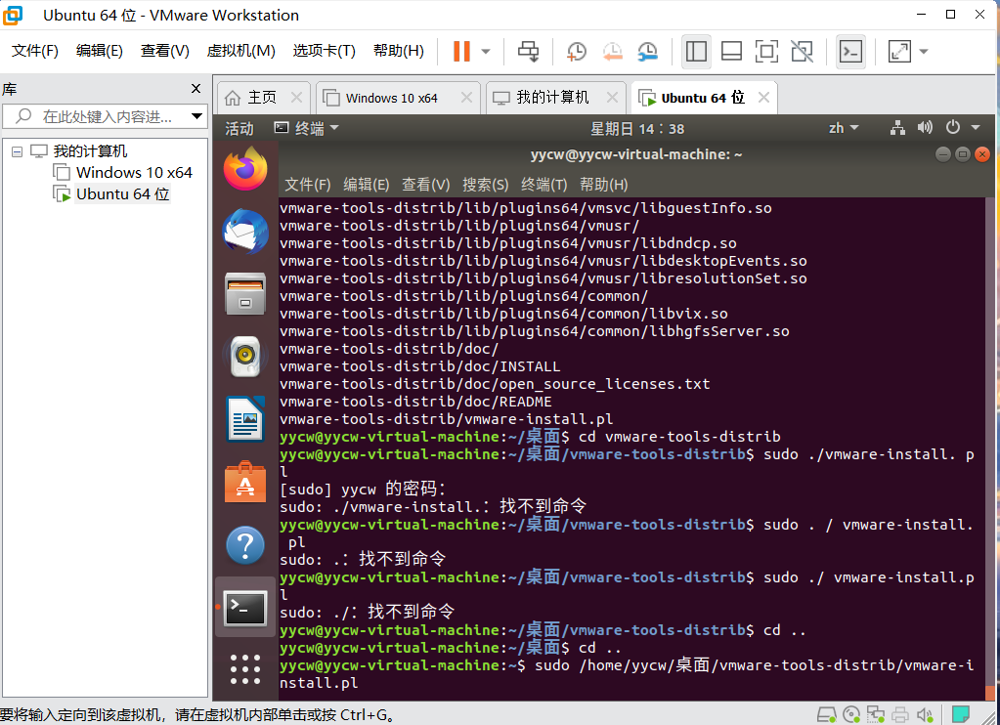 Ubuntu 64 位 - VMware Workstation
文件(F) 编辑(E) 查看(V) 虚拟机(M) 选项卡(T) 帮助(H)
库
在此处键入内容进...
我的计算机
Windows 10 x64
Ubuntu 64 位
主页 Windows 10 x64 我的计算机 Ubuntu 64 位
活动 终端 星期日 14：38 zh
yycw@yycw-virtual-machine: ~
文件(F) 编辑(E) 查看(V) 搜索(S) 终端(T) 帮助(H)
vmware-tools-distrib/lib/plugins64/vmsvc/libguestInfo.so
vmware-tools-distrib/lib/plugins64/vmusr/
vmware-tools-distrib/lib/plugins64/vmusr/libdndcp.so
vmware-tools-distrib/lib/plugins64/vmusr/libdesktopEvents.so
vmware-tools-distrib/lib/plugins64/vmusr/libresolutionSet.so
vmware-tools-distrib/lib/plugins64/common/
vmware-tools-distrib/lib/plugins64/common/libvix.so
vmware-tools-distrib/lib/plugins64/common/libhgfsServer.so
vmware-tools-distrib/doc/
vmware-tools-distrib/doc/INSTALL
vmware-tools-distrib/doc/open_source_licenses.txt
vmware-tools-distrib/doc/README
vmware-tools-distrib/vmware-install.pl
yycw@yycw-virtual-machine:~/桌面$ cd vmware-tools-distrib
yycw@yycw-virtual-machine:~/桌面/vmware-tools-distrib$ sudo ./vmware-install. p
l
[sudo] yycw 的密码：
sudo: ./vmware-install.：找不到命令
yycw@yycw-virtual-machine:~/桌面/vmware-tools-distrib$ sudo . / vmware-install.
pl
sudo: .：找不到命令
yycw@yycw-virtual-machine:~/桌面/vmware-tools-distrib$ sudo ./ vmware-install.p
l
sudo: ./：找不到命令
yycw@yycw-virtual-machine:~/桌面/vmware-tools-distrib$ cd ..
yycw@yycw-virtual-machine:~/桌面$ cd ..
yycw@yycw-virtual-machine:~$ sudo /home/yycw/桌面/vmware-tools-distrib/vmware-i
nstall.pl
要将输入定向到该虚拟机，请在虚拟机内部单击或按 Ctrl+G。